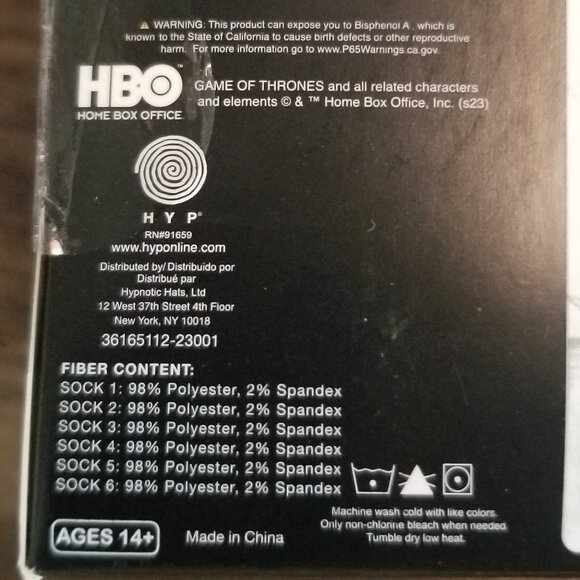 WARNING: This product can expose you to Bisphenol A, which is
known to the State of California to cause birth defects or other reproductive
harm. For more information go to www.P65Warnings.ca.gov.
HBO™
HOME BOX OFFICE
GAME OF THRONES and all related characters
and elements © & ™ Home Box Office, Inc. (s23)
HYP®
RN#91659
www.hyponline.com
Distributed by/Distribuido por
Distribué par
Hypnotic Hats, Ltd
12 West 37th Street 4th Floor
New York, NY 10018
36165112-23001
FIBER CONTENT:
SOCK 1: 98% Polyester, 2% Spandex
SOCK 2: 98% Polyester, 2% Spandex
SOCK 3: 98% Polyester, 2% Spandex
SOCK 4: 98% Polyester, 2% Spandex
SOCK 5: 98% Polyester, 2% Spandex
SOCK 6: 98% Polyester, 2% Spandex
Machine wash cold with like colors.
Only non-chlorine bleach when needed.
Tumble dry low heat.
AGES 14+
Made in China